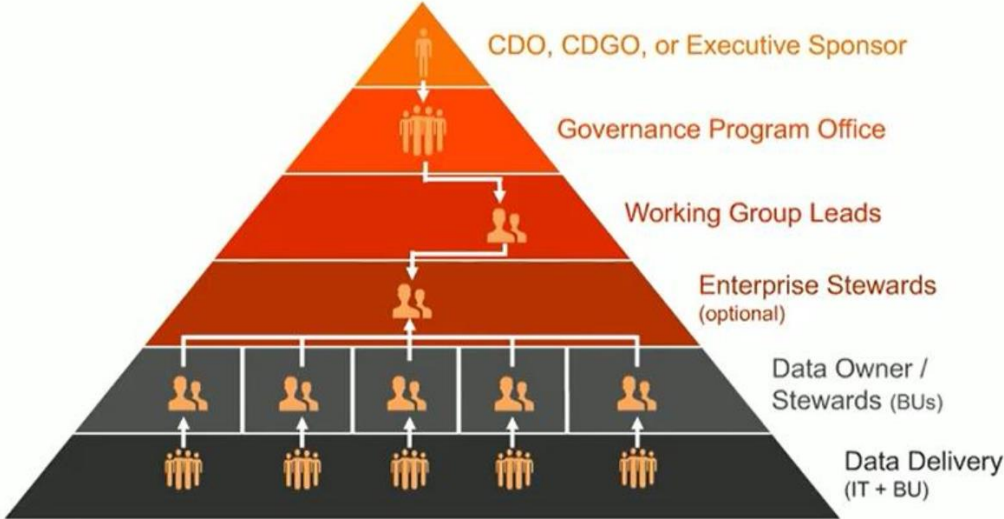 CDO, CDGO, or Executive Sponsor
Governance Program Office
Working Group Leads
Enterprise Stewards
(optional)
Data Owner /
Stewards (BUs)
Data Delivery
(IT + BU)